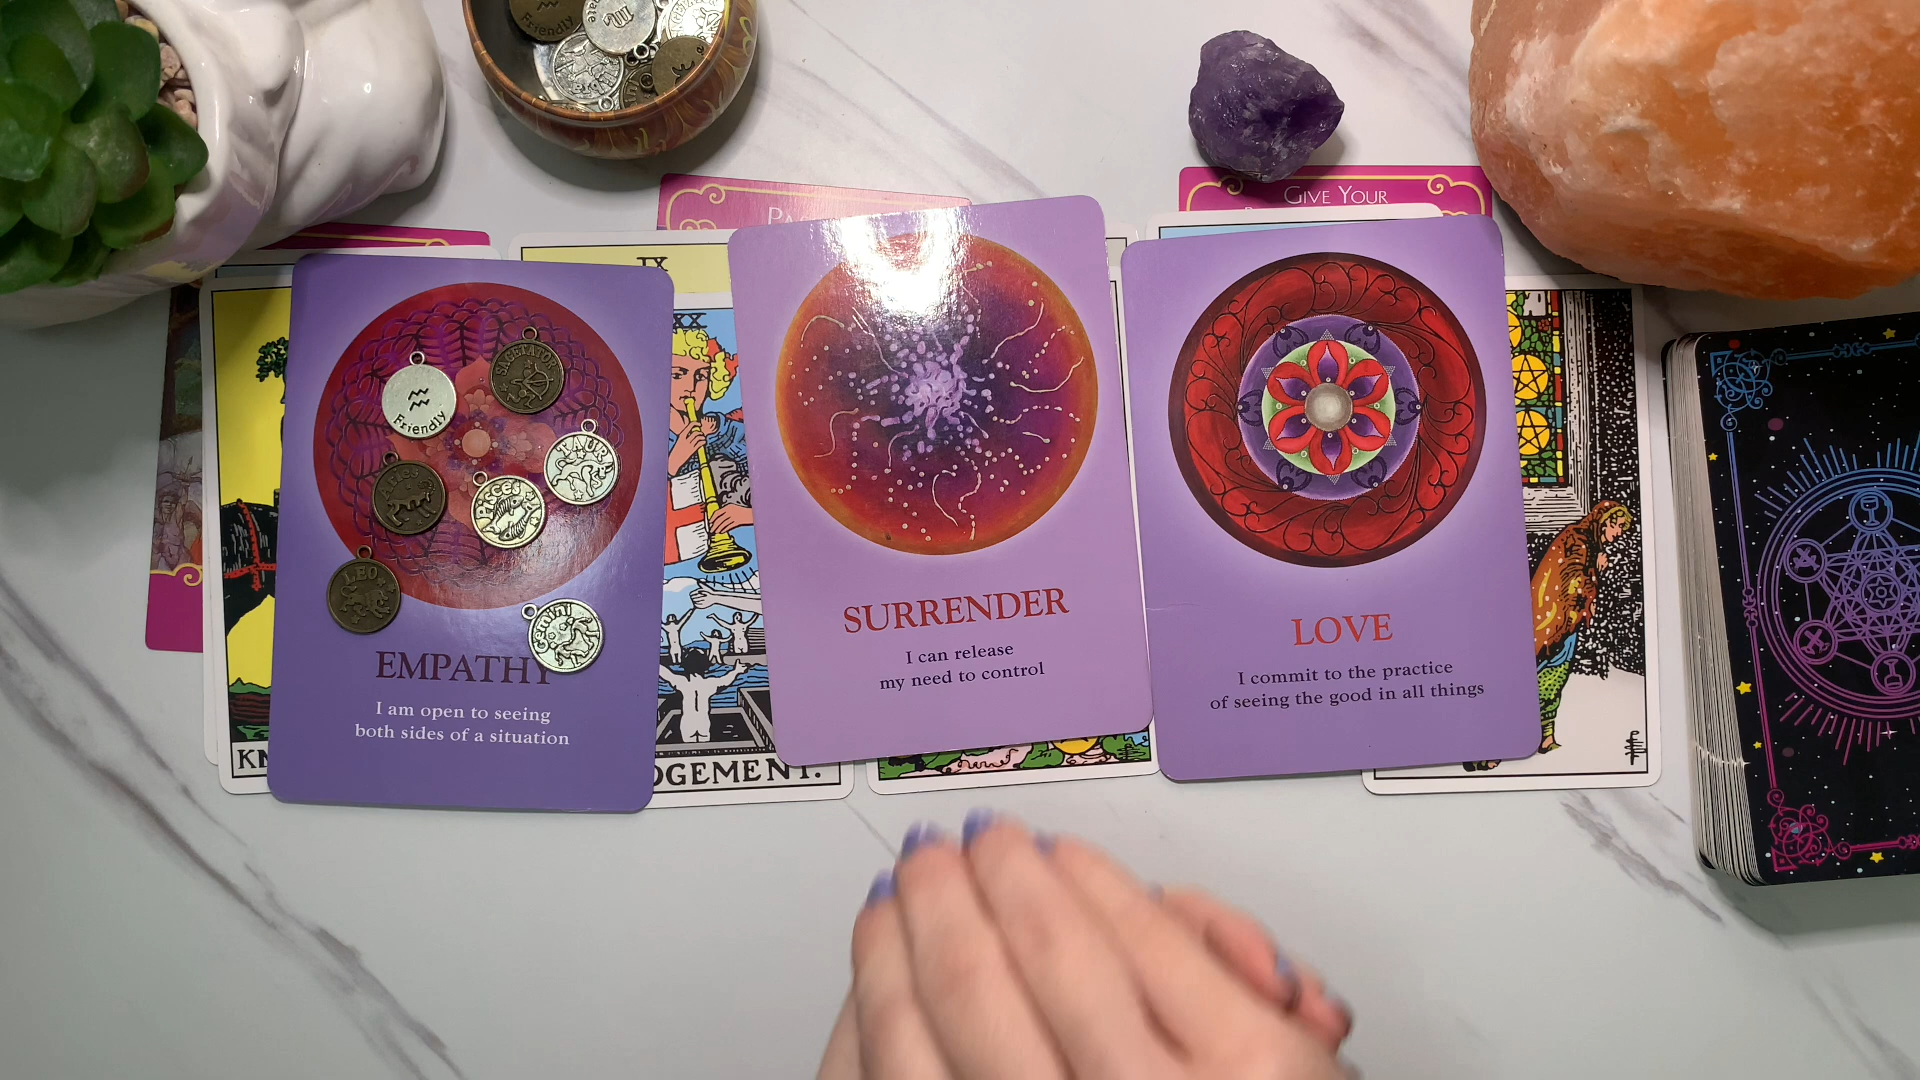 Friendly
GIVE YOUR
IX
XX
SAGITTARIUS
Friendly
TAURUS
ARIES
PISCES
LEO
Gemini
EMPATHY
I am open to seeing
both sides of a situation
SURRENDER
I can release
my need to control
LOVE
I commit to the practice
of seeing the good in all things
KN
DGEMENT.